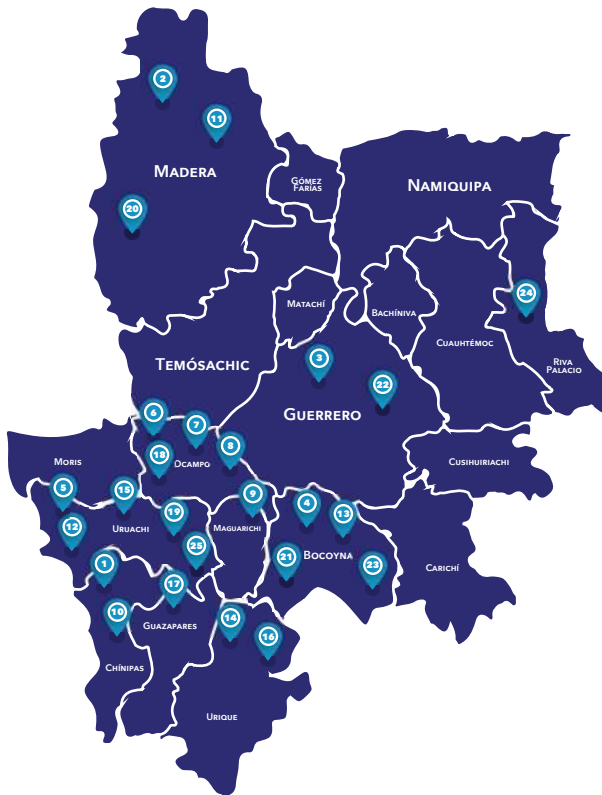 2
11
MADERA
GÓMEZ
FARÍAS
NAMIQUIPA
20
24
MATACHÍ
BACHÍNIVA
CUAUHTÉMOC
3
TEMÓSACHIC
RIVA
PALACIO
22
GUERRERO
6
7
8
18
OCAMPO
MORIS
CUSIHUIRIACHI
5
15
9
4
13
19
12
URUACHI
MAGUARICHI
25
BOCOYNA
1
21
23
CARICHÍ
17
10
GUAZAPARES
14
16
CHÍNIPAS
URIQUE